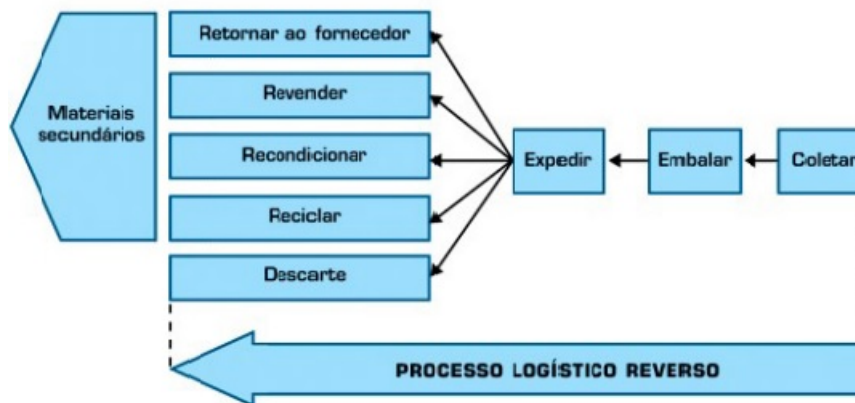 Retornar ao fornecedor
Revender
Materiais
secundários
Recondicionar
Expedir
Embalar
Coletar
Reciclar
Descarte
PROCESSO LOGÍSTICO REVERSO